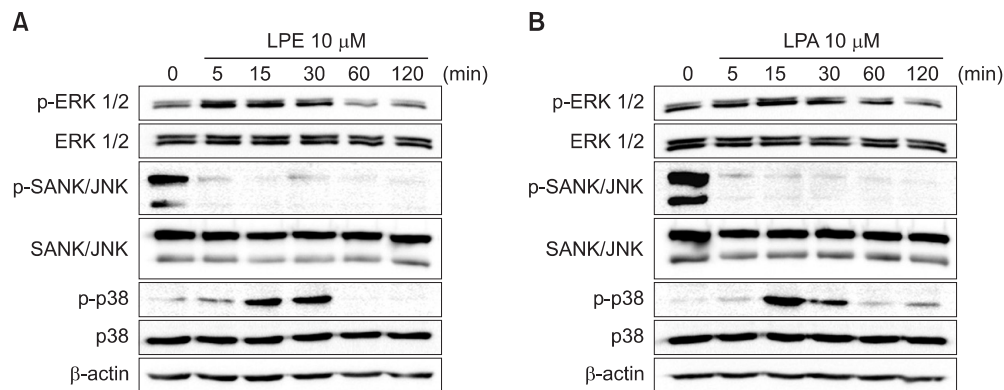 A
LPE 10 μM
0 5 15 30 60 120 (min)
p-ERK 1/2
ERK 1/2
p-SANK/JNK
SANK/JNK
p-p38
p38
β-actin
B
LPA 10 μM
0 5 15 30 60 120 (min)
p-ERK 1/2
ERK 1/2
p-SANK/JNK
SANK/JNK
p-p38
p38
β-actin